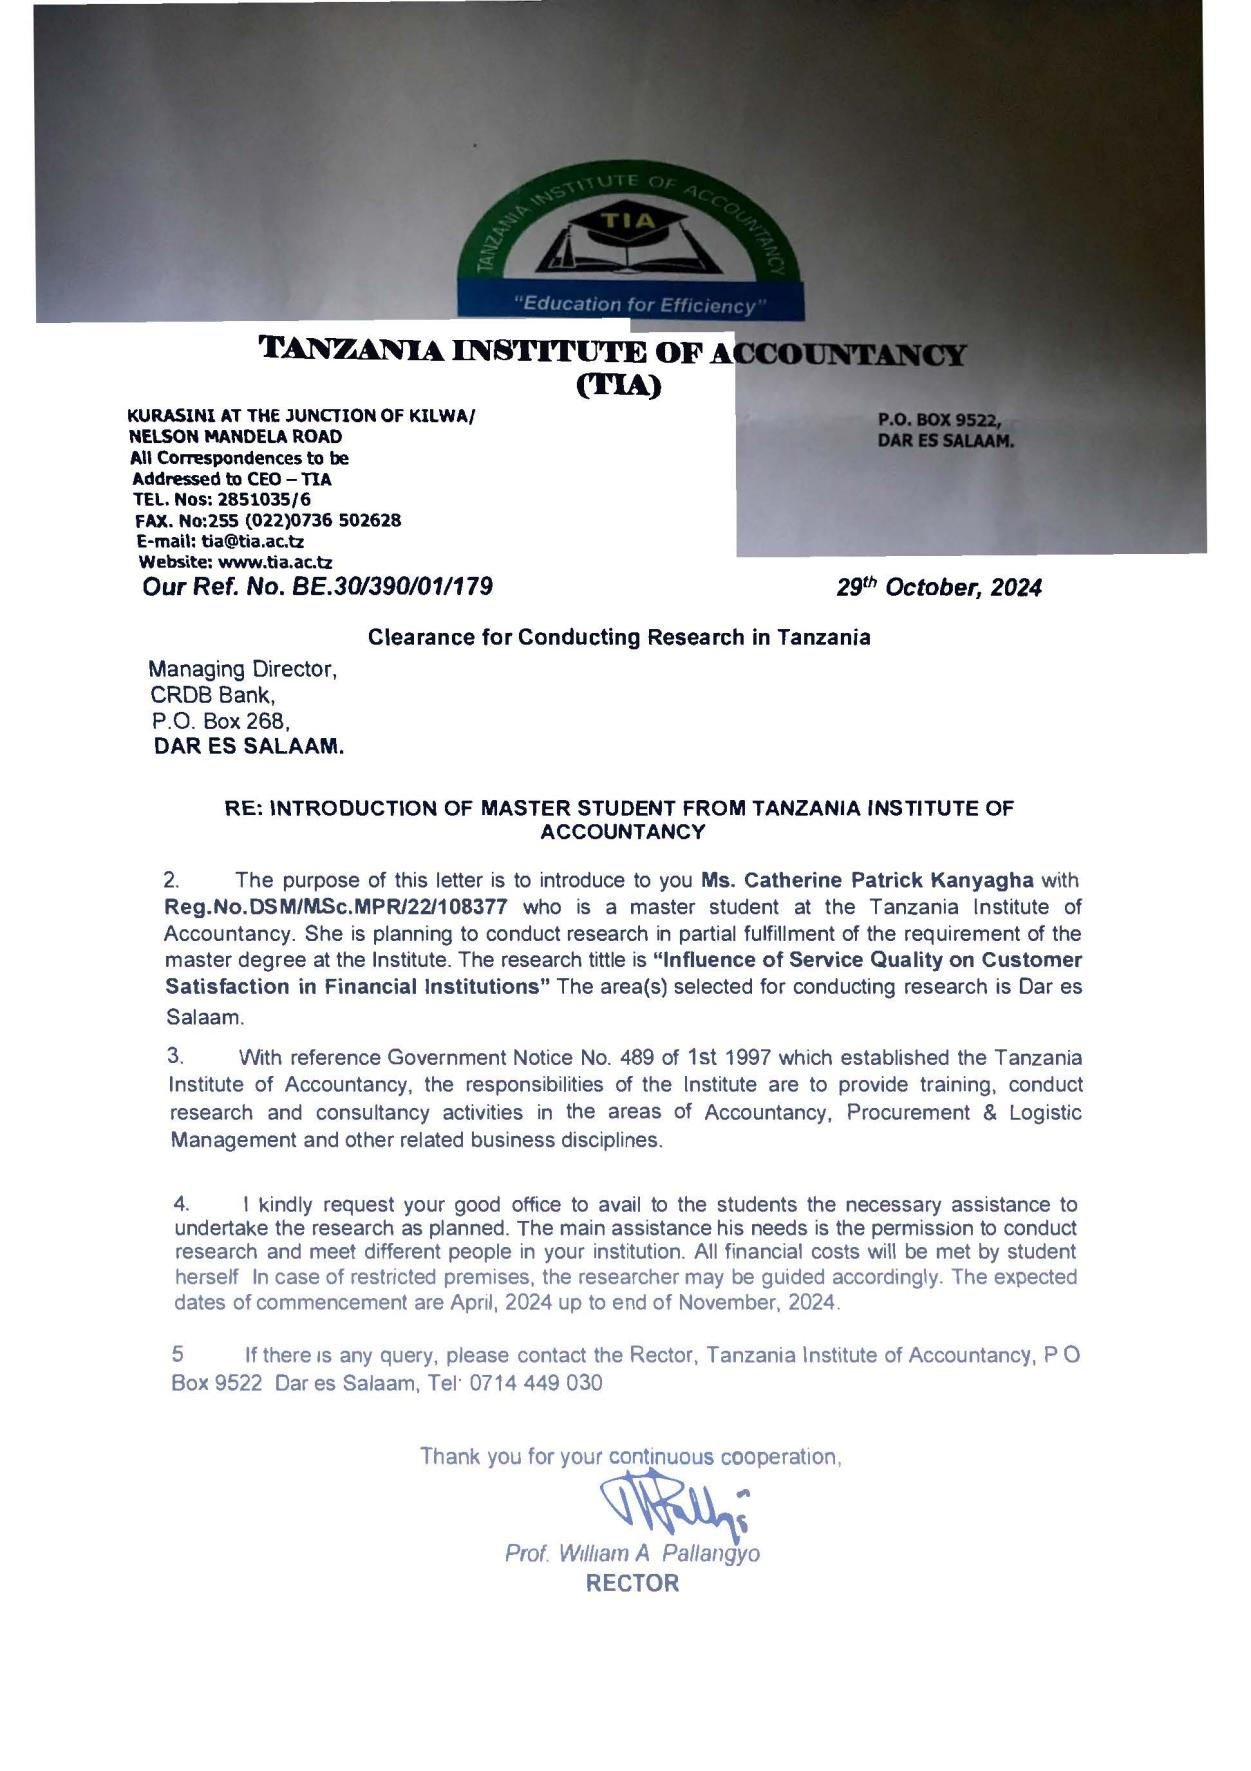 TANZANIA INSTITUTE OF ACCOUNTANCY
TIA
"Education for Efficiency"
TANZANIA INSTITUTE OF ACCOUNTANCY
(TIA)
KURASINI AT THE JUNCTION OF KILWA/
NELSON MANDELA ROAD
All Correspondences to be
Addressed to CEO – TIA
TEL. Nos: 2851035/6
FAX. No:255 (022)0736 502628
E-mail: tia@tia.ac.tz
Website: www.tia.ac.tz
P.O. BOX 9522,
DAR ES SALAAM.
Our Ref. No. BE.30/390/01/179
29th October, 2024
Clearance for Conducting Research in Tanzania
Managing Director,
CRDB Bank,
P.O. Box 268,
DAR ES SALAAM.
RE: INTRODUCTION OF MASTER STUDENT FROM TANZANIA INSTITUTE OF
ACCOUNTANCY
2. The purpose of this letter is to introduce to you Ms. Catherine Patrick Kanyagha with
Reg.No.DSM/MSc.MPR/22/108377 who is a master student at the Tanzania Institute of
Accountancy. She is planning to conduct research in partial fulfillment of the requirement of the
master degree at the Institute. The research tittle is “Influence of Service Quality on Customer
Satisfaction in Financial Institutions” The area(s) selected for conducting research is Dar es
Salaam.
3. With reference Government Notice No. 489 of 1st 1997 which established the Tanzania
Institute of Accountancy, the responsibilities of the Institute are to provide training, conduct
research and consultancy activities in the areas of Accountancy, Procurement & Logistic
Management and other related business disciplines.
4. I kindly request your good office to avail to the students the necessary assistance to
undertake the research as planned. The main assistance his needs is the permission to conduct
research and meet different people in your institution. All financial costs will be met by student
herself In case of restricted premises, the researcher may be guided accordingly. The expected
dates of commencement are April, 2024 up to end of November, 2024.
5 If there is any query, please contact the Rector, Tanzania Institute of Accountancy, P O
Box 9522 Dar es Salaam, Tel· 0714 449 030
Thank you for your continuous cooperation,
Prof. William A Pallangyo
RECTOR